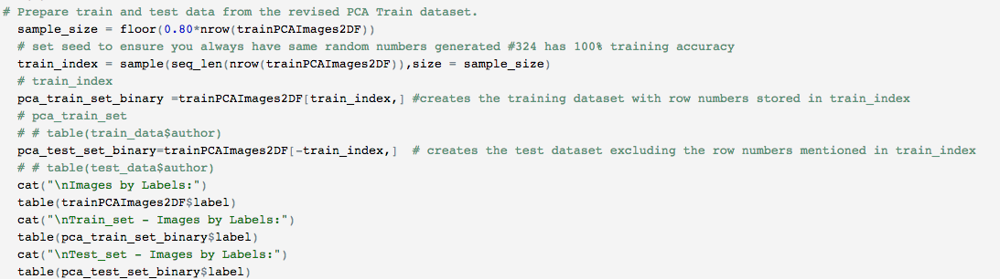 # Prepare train and test data from the revised PCA Train dataset.
sample_size = floor(0.80*nrow(trainPCAImages2DF))
# set seed to ensure you always have same random numbers generated #324 has 100% training accuracy
train_index = sample(seq_len(nrow(trainPCAImages2DF)),size = sample_size)
# train_index
pca_train_set_binary =trainPCAImages2DF[train_index,] #creates the training dataset with row numbers stored in train_index
# pca_train_set
# # table(train_data$author)
pca_test_set_binary=trainPCAImages2DF[-train_index,]  # creates the test dataset excluding the row numbers mentioned in train_index
# # table(test_data$author)
cat("\nImages by Labels:")
table(trainPCAImages2DF$label)
cat("\nTrain_set - Images by Labels:")
table(pca_train_set_binary$label)
cat("\nTest_set - Images by Labels:")
table(pca_test_set_binary$label)